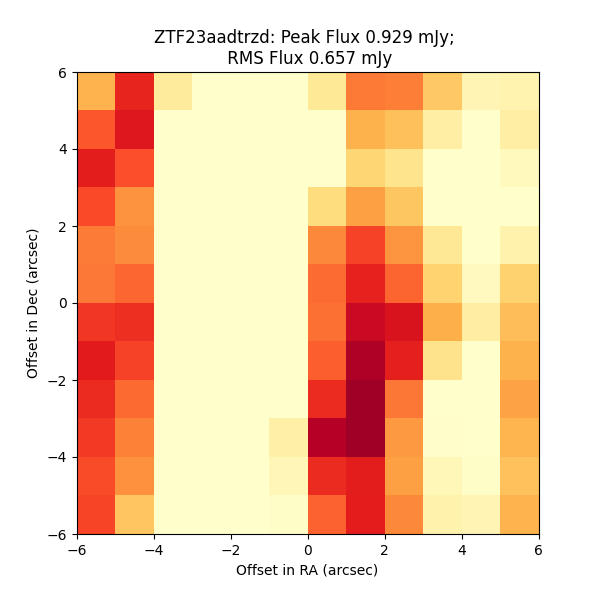 ZTF23aadtrzd: Peak Flux 0.929 mJy;
RMS Flux 0.657 mJy
6
4
2
0
−2
−4
−6
Offset in Dec (arcsec)
−6 −4 −2 0 2 4 6
Offset in RA (arcsec)